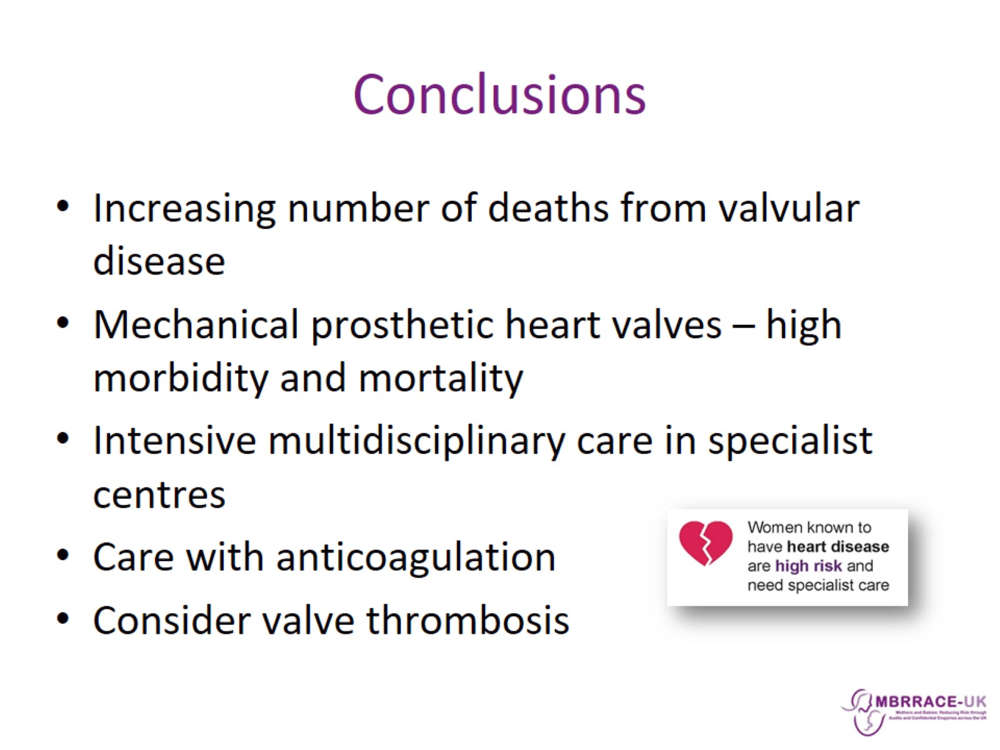 Conclusions
• Increasing number of deaths from valvular
disease
• Mechanical prosthetic heart valves – high
morbidity and mortality
• Intensive multidisciplinary care in specialist
centres
• Care with anticoagulation
• Consider valve thrombosis
Women known to
have heart disease
are high risk and
need specialist care
MBRRACE-UK
Mothers and Babies: Reducing Risk through
Audits and Confidential Enquiries across the UK